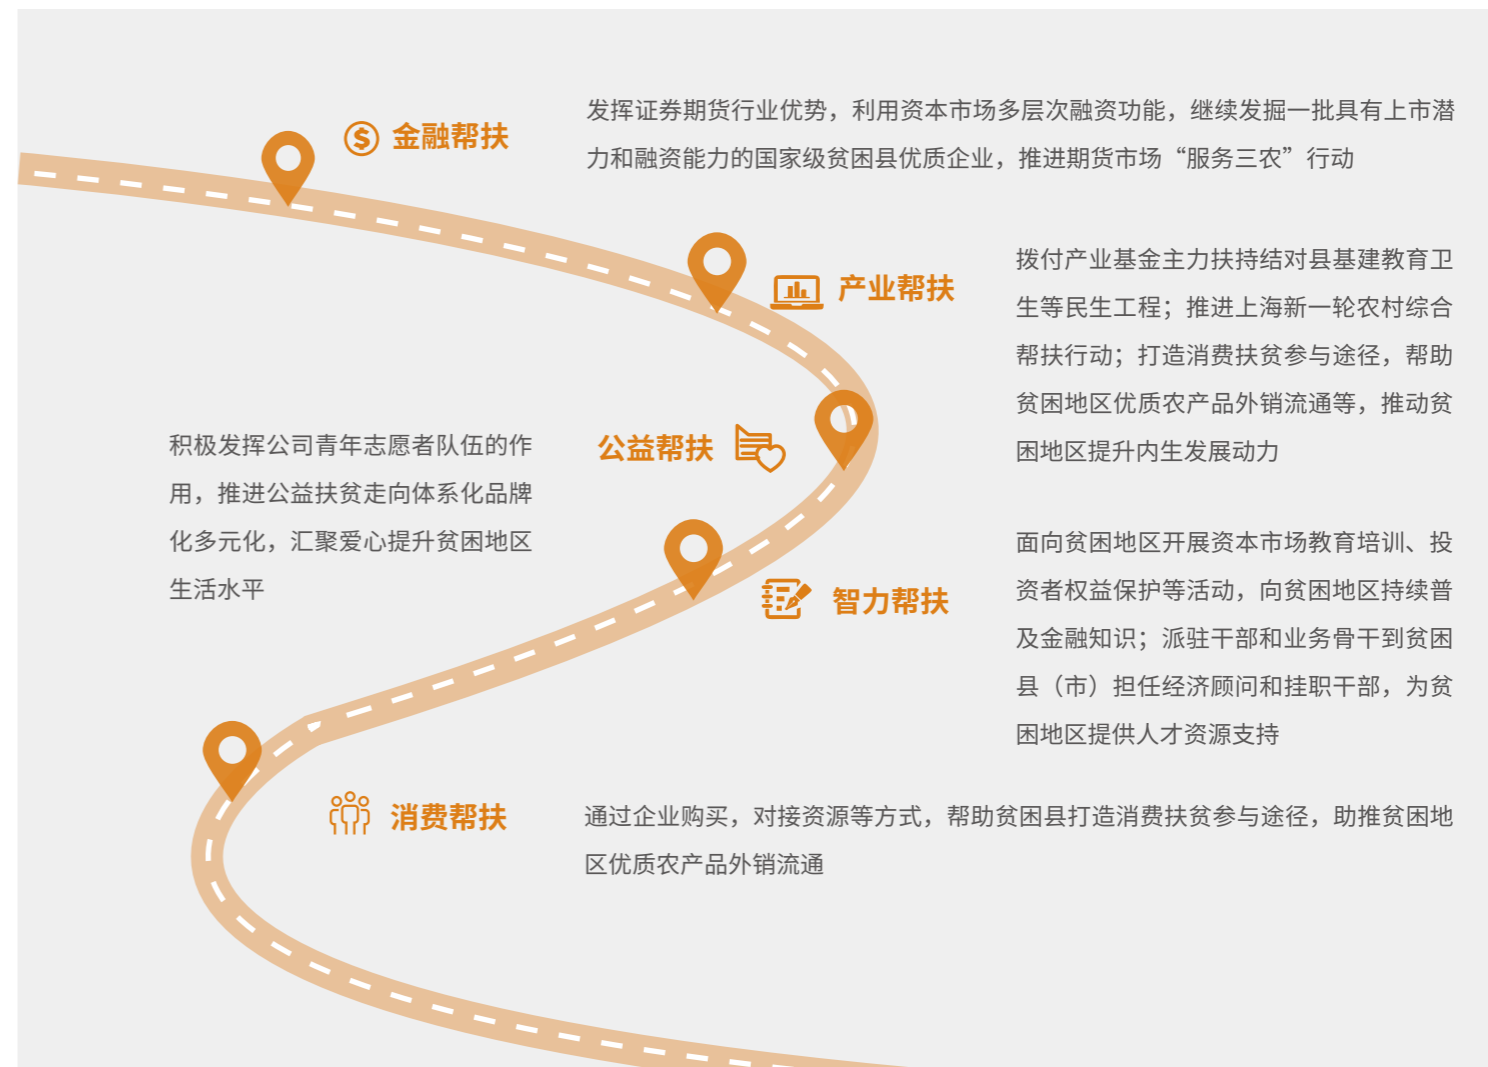 金融帮扶
发挥证券期货行业优势，利用资本市场多层次融资功能，继续发掘一批具有上市潜
力和融资能力的国家级贫困县优质企业，推进期货市场“服务三农”行动
产业帮扶
拨付产业基金主力扶持结对县基建教育卫
生等民生工程；推进上海新一轮农村综合
帮扶行动；打造消费扶贫参与途径，帮助
贫困地区优质农产品外销流通等，推动贫
困地区提升内生发展动力
公益帮扶
积极发挥公司青年志愿者队伍的作
用，推进公益扶贫走向体系化品牌
化多元化，汇聚爱心提升贫困地区
生活水平
智力帮扶
面向贫困地区开展资本市场教育培训、投
资者权益保护等活动，向贫困地区持续普
及金融知识；派驻干部和业务骨干到贫困
县（市）担任经济顾问和挂职干部，为贫
困地区提供人才资源支持
消费帮扶
通过企业购买，对接资源等方式，帮助贫困县打造消费扶贫参与途径，助推贫困地
区优质农产品外销流通